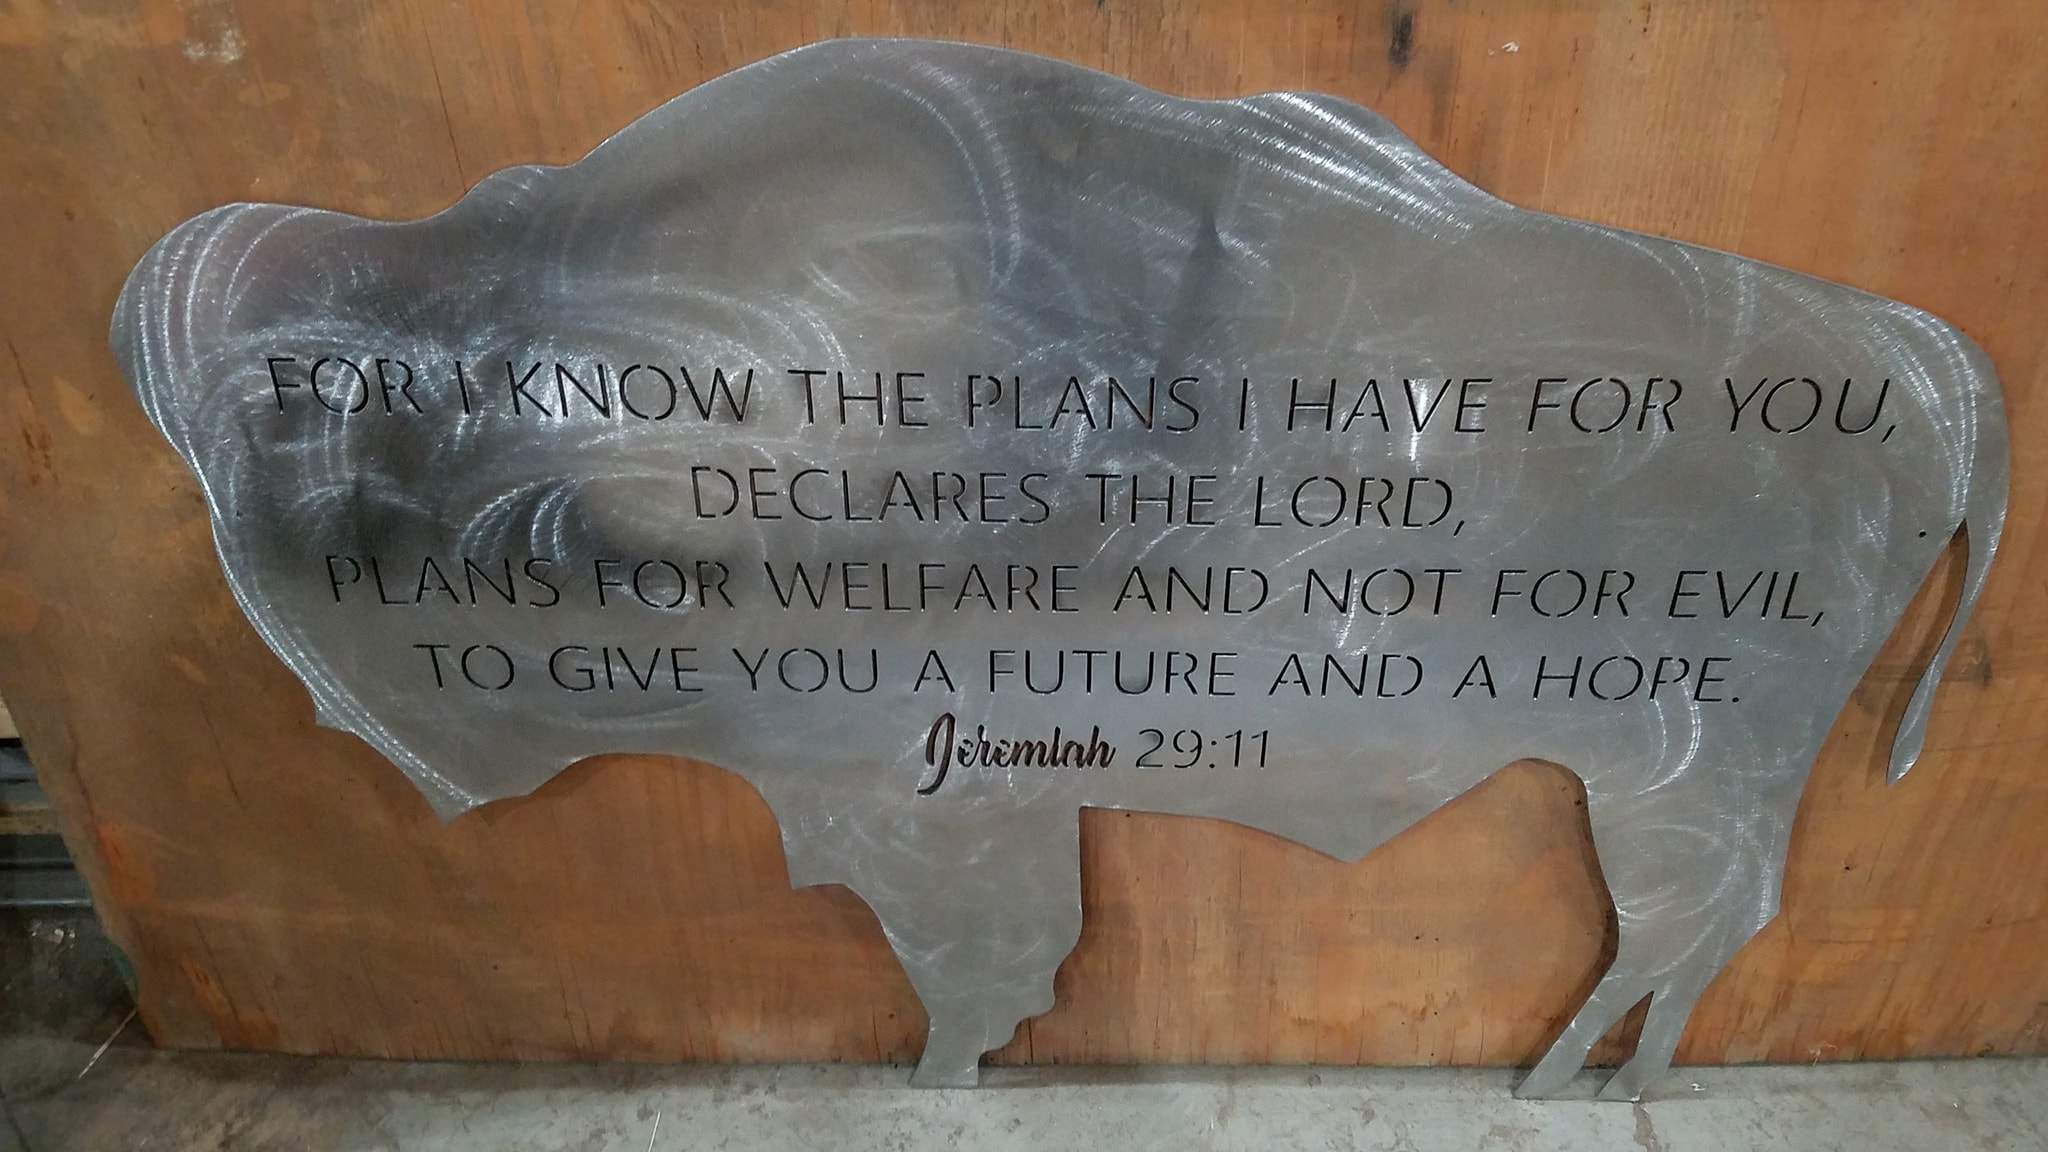 FOR I KNOW THE PLANS I HAVE FOR YOU,
DECLARES THE LORD,
PLANS FOR WELFARE AND NOT FOR EVIL,
TO GIVE YOU A FUTURE AND A HOPE.
Jeremiah 29:11